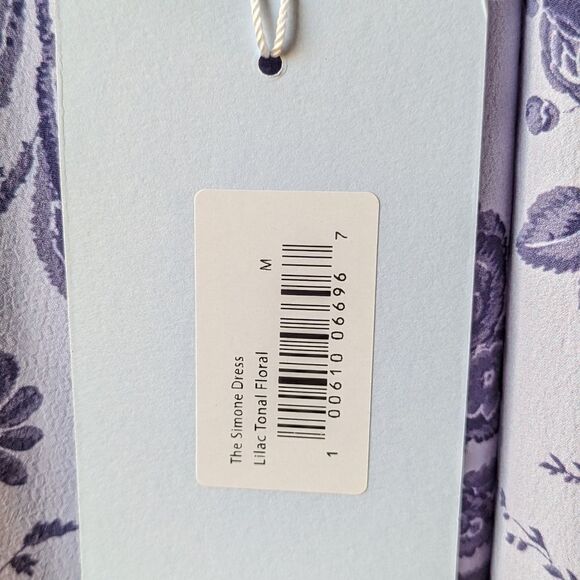 The Simone Dress
Lilac Tonal Floral M
1 00610 06696 7